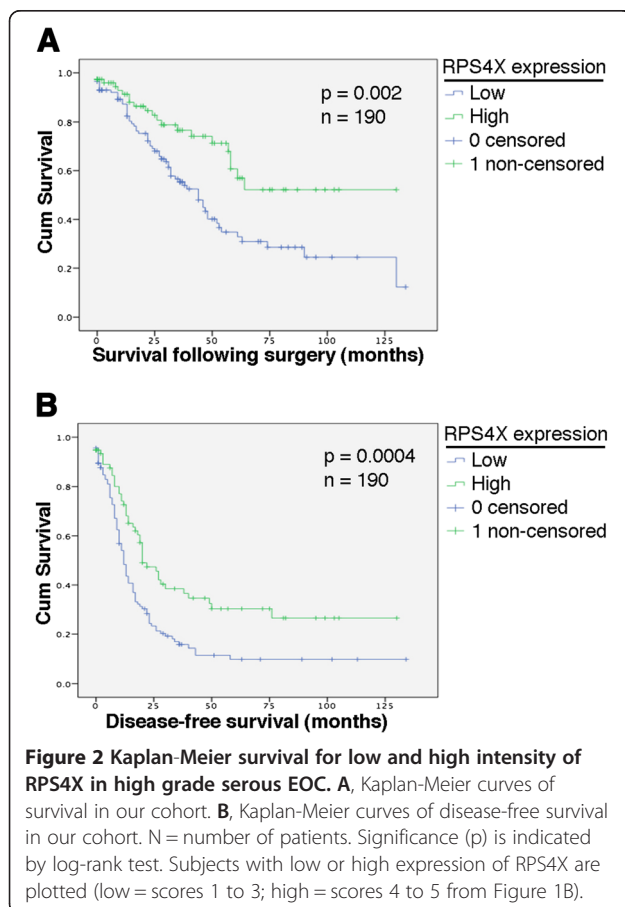 A
1.0
0.8
0.6
0.4
0.2
0.0
Cum Survival
p = 0.002
n = 190
0
25
50
75
100
125
Survival following surgery (months)
RPS4X expression
Low
High
0 censored
1 non-censored
B
1.0
0.8
0.6
0.4
0.2
0.0
Cum Survival
p = 0.0004
n = 190
0
25
50
75
100
125
Disease-free survival (months)
RPS4X expression
Low
High
0 censored
1 non-censored
Figure 2 Kaplan-Meier survival for low and high intensity of
RPS4X in high grade serous EOC. A, Kaplan-Meier curves of
survival in our cohort. B, Kaplan-Meier curves of disease-free survival
in our cohort. N = number of patients. Significance (p) is indicated
by log-rank test. Subjects with low or high expression of RPS4X are
plotted (low = scores 1 to 3; high = scores 4 to 5 from Figure 1B).